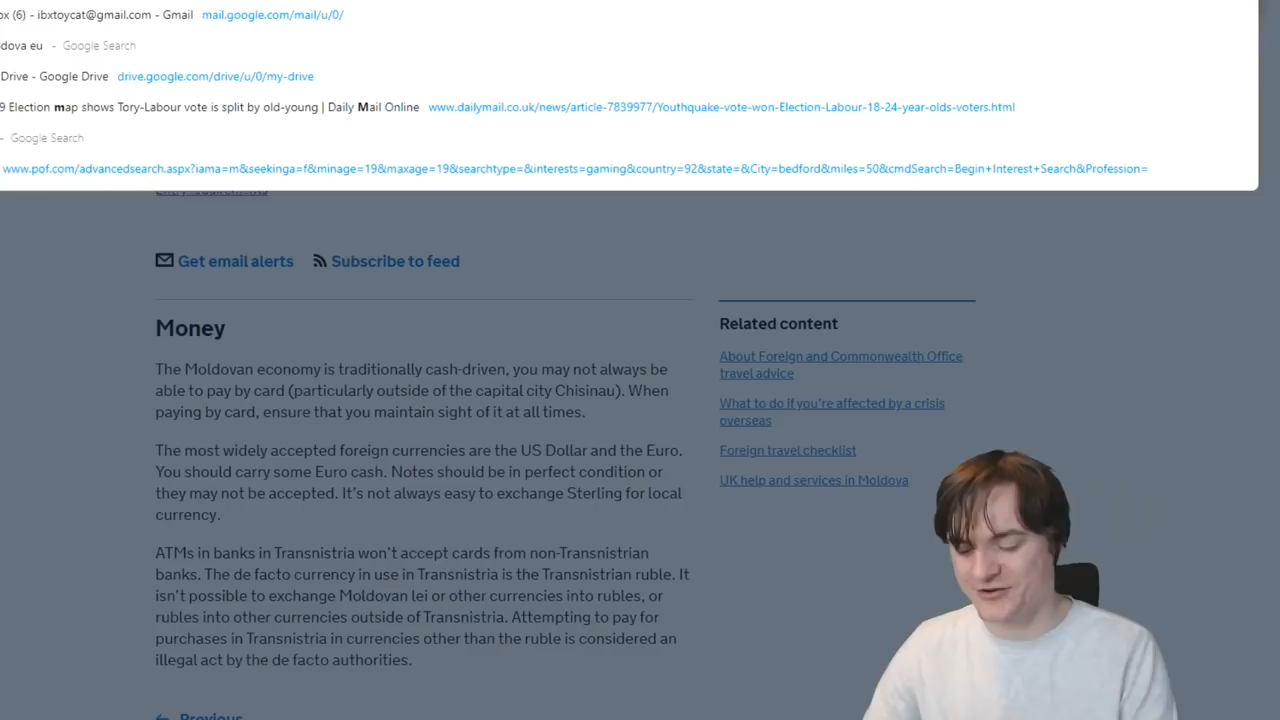 ox (6) - ibxtoycat@gmail.com - Gmail mail.google.com/mail/u/0/
dova eu - Google Search
Drive - Google Drive drive.google.com/drive/u/0/my-drive
9 Election map shows Tory-Labour vote is split by old-young | Daily Mail Online www.dailymail.co.uk/news/article-7839977/Youthquake-vote-won-Election-Labour-18-24-year-olds-voters.html
- Google Search
www.pof.com/advancedsearch.aspx?iama=m&seekinga=f&minage=19&maxage=19&searchtype=&interests=gaming&country=92&state=&City=bedford&miles=50&cmdSearch=Begin+Interest+Search&Profession=
Get email alerts Subscribe to feed
Money
The Moldovan economy is traditionally cash-driven, you may not always be
able to pay by card (particularly outside of the capital city Chisinau). When
paying by card, ensure that you maintain sight of it at all times.
The most widely accepted foreign currencies are the US Dollar and the Euro.
You should carry some Euro cash. Notes should be in perfect condition or
they may not be accepted. It's not always easy to exchange Sterling for local
currency.
ATMs in banks in Transnistria won't accept cards from non-Transnistrian
banks. The de facto currency in use in Transnistria is the Transnistrian ruble. It
isn't possible to exchange Moldovan lei or other currencies into rubles, or
rubles into other currencies outside of Transnistria. Attempting to pay for
purchases in Transnistria in currencies other than the ruble is considered an
illegal act by the de facto authorities.
Previous
Related content
About Foreign and Commonwealth Office
travel advice
What to do if you're affected by a crisis
overseas
Foreign travel checklist
UK help and services in Moldova